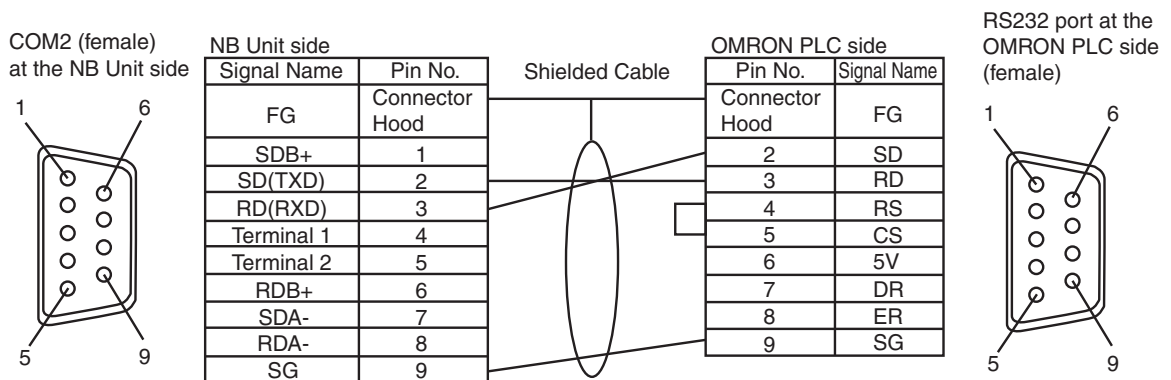 COM2 (female)
at the NB Unit side
1 6
5 9
NB Unit side
Signal Name Pin No.
FG Connector
Hood
SDB+ 1
SD(TXD) 2
RD(RXD) 3
Terminal 1 4
Terminal 2 5
RDB+ 6
SDA- 7
RDA- 8
SG 9
Shielded Cable
OMRON PLC side
Pin No. Signal Name
Connector
Hood FG
2 SD
3 RD
4 RS
5 CS
6 5V
7 DR
8 ER
9 SG
RS232 port at the
OMRON PLC side
(female)
1 6
5 9